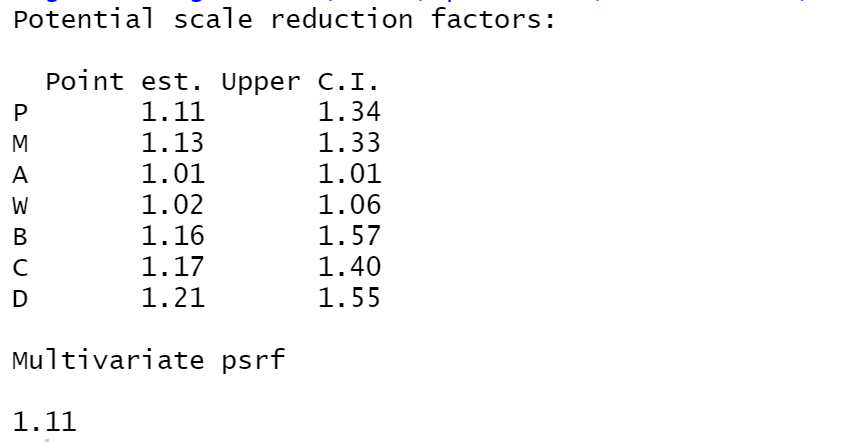 Potential scale reduction factors:
Point est. Upper C.I.
P 1.11 1.34
M 1.13 1.33
A 1.01 1.01
W 1.02 1.06
B 1.16 1.57
C 1.17 1.40
D 1.21 1.55
Multivariate psrf
1.11